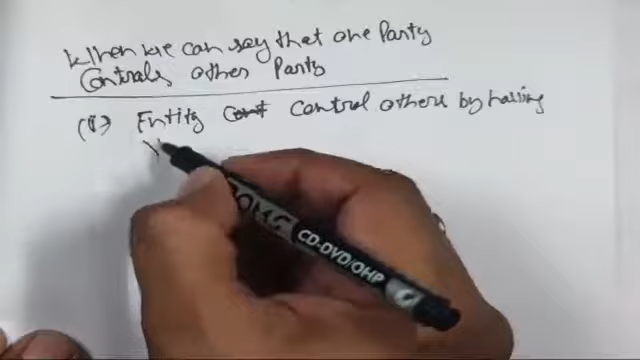 When we can say that one Party
Controls other Party
(1) Entity Cont Control others by having
CD-DVD/OHP